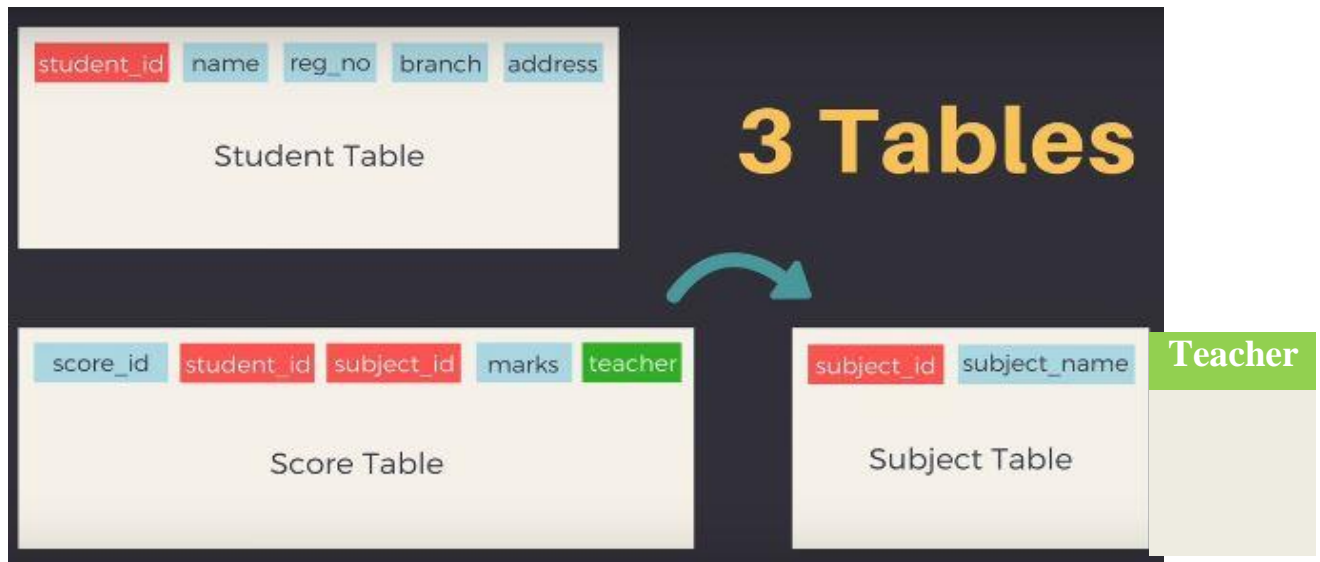 student_id name reg_no branch address
Student Table
3 Tables
score_id student_id subject_id marks teacher
Score Table
subject_id subject_name Teacher
Subject Table